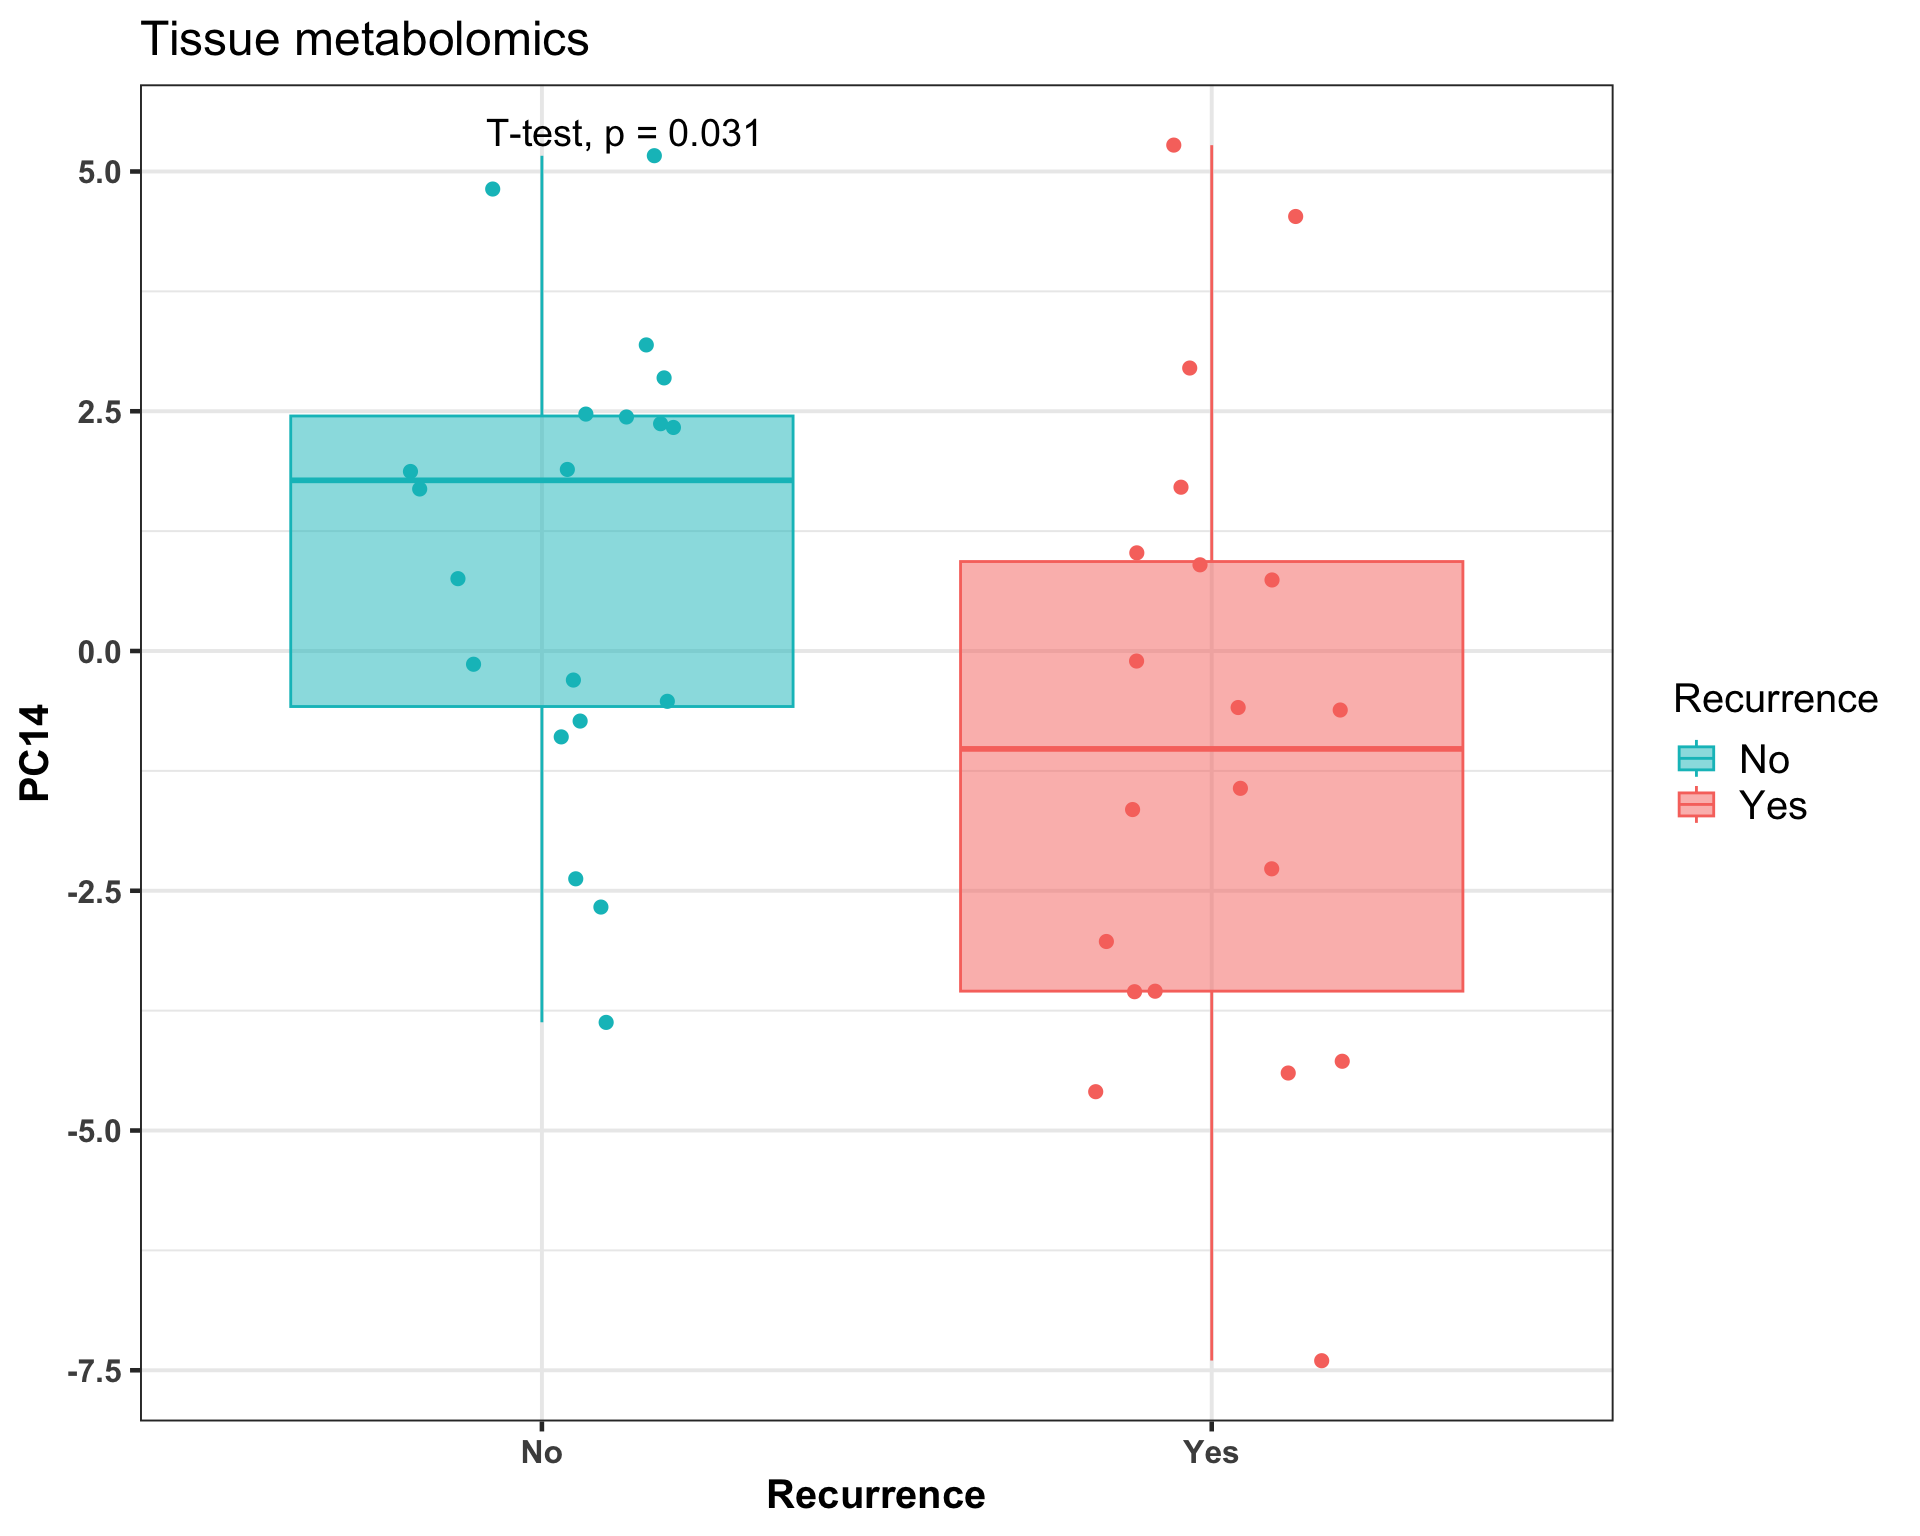 Tissue metabolomics
T-test, p = 0.031
5.0
2.5
0.0
-2.5
-5.0
-7.5
PC14
No
Yes
Recurrence
Recurrence
No
Yes